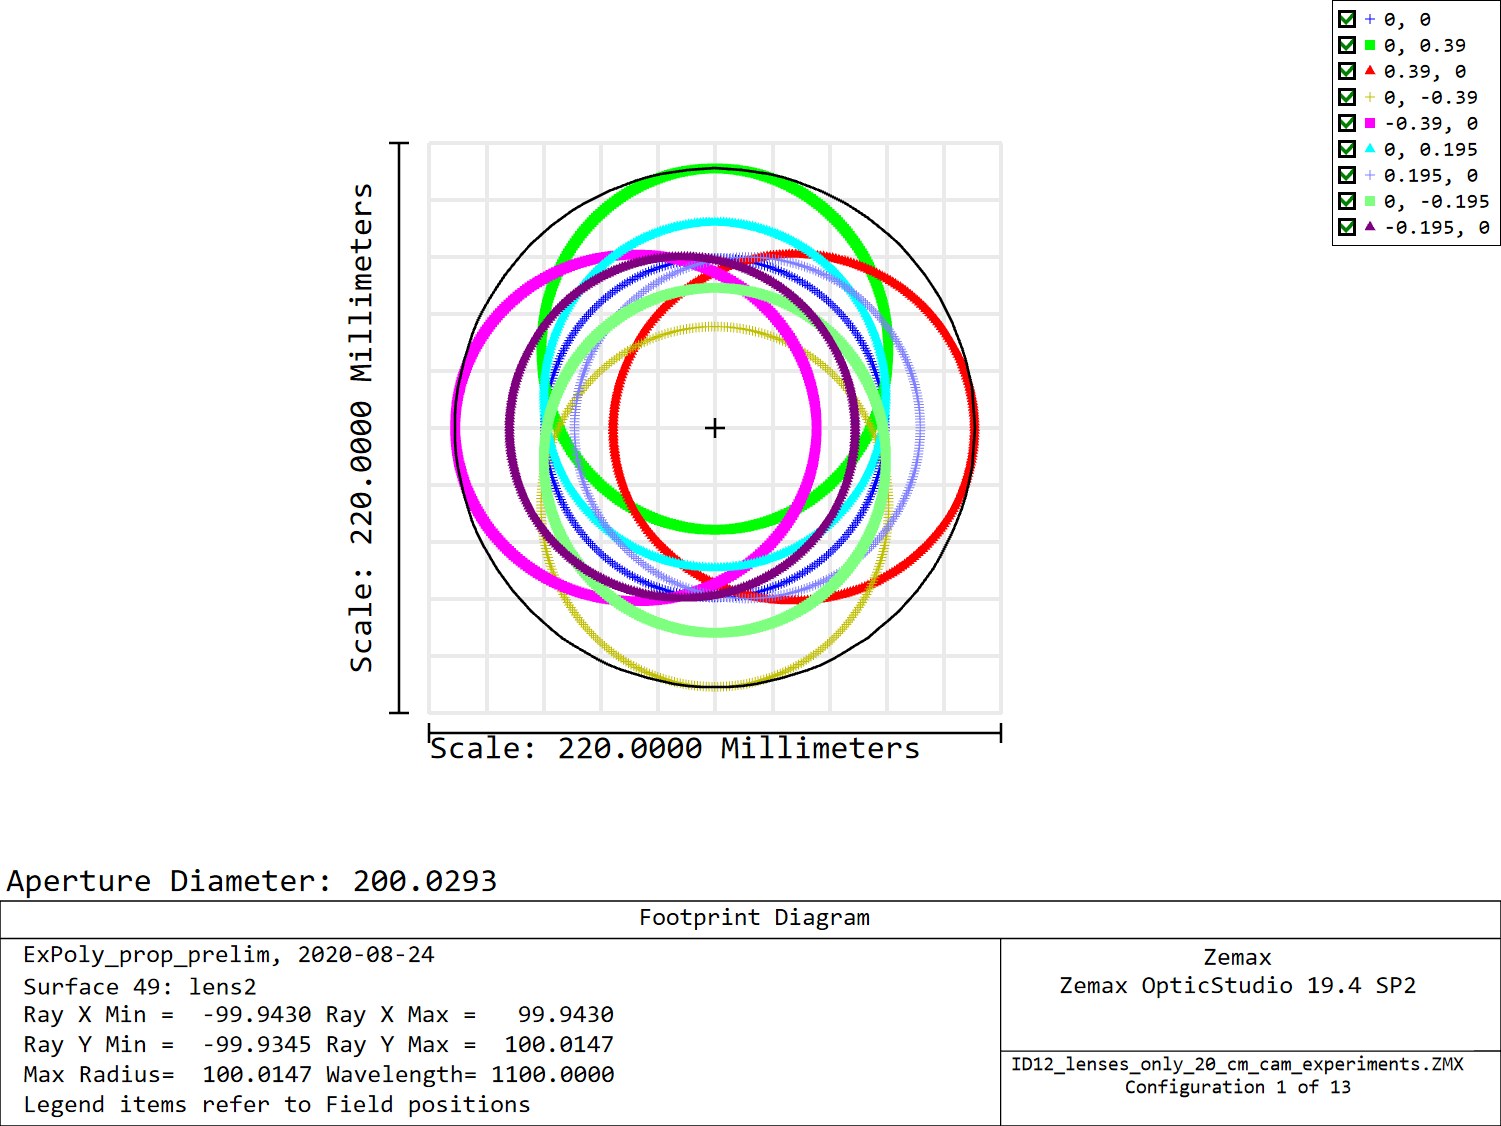 0, 0
0, 0.39
0.39, 0
0, -0.39
-0.39, 0
0, 0.195
0.195, 0
0, -0.195
-0.195, 0
Scale: 220.0000 Millimeters
Scale: 220.0000 Millimeters
Aperture Diameter: 200.0293
Footprint Diagram
ExPoly_prop_prelim, 2020-08-24
Surface 49: lens2
Ray X Min = -99.9430 Ray X Max = 99.9430
Ray Y Min = -99.9345 Ray Y Max = 100.0147
Max Radius= 100.0147 Wavelength= 1100.0000
Legend items refer to Field positions
Zemax
Zemax OpticStudio 19.4 SP2
ID12_lenses_only_20_cm_cam_experiments.ZMX
Configuration 1 of 13